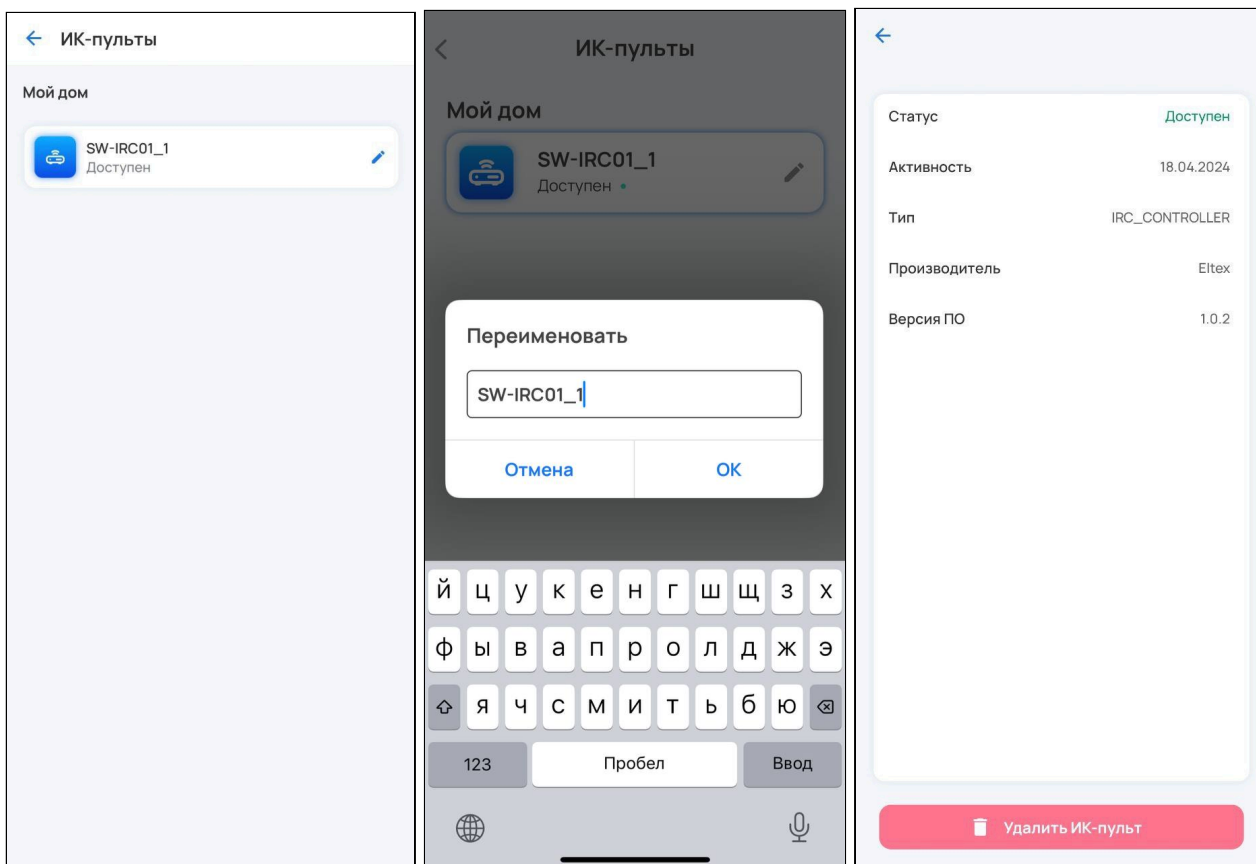 ИК-пульты
Мой дом
SW-IRC01_1
Доступен
ИК-пульты
Мой дом
SW-IRC01_1
Доступен
Переименовать
SW-IRC01_1
Отмена
ОК
й ц у к е н г ш щ з х
ф ы в а п р о л д ж э
я ч с м и т ь б ю
123 Пробел Ввод
Статус Доступен
Активность 18.04.2024
Тип IRC_CONTROLLER
Производитель Eltex
Версия ПО 1.0.2
Удалить ИК-пульт